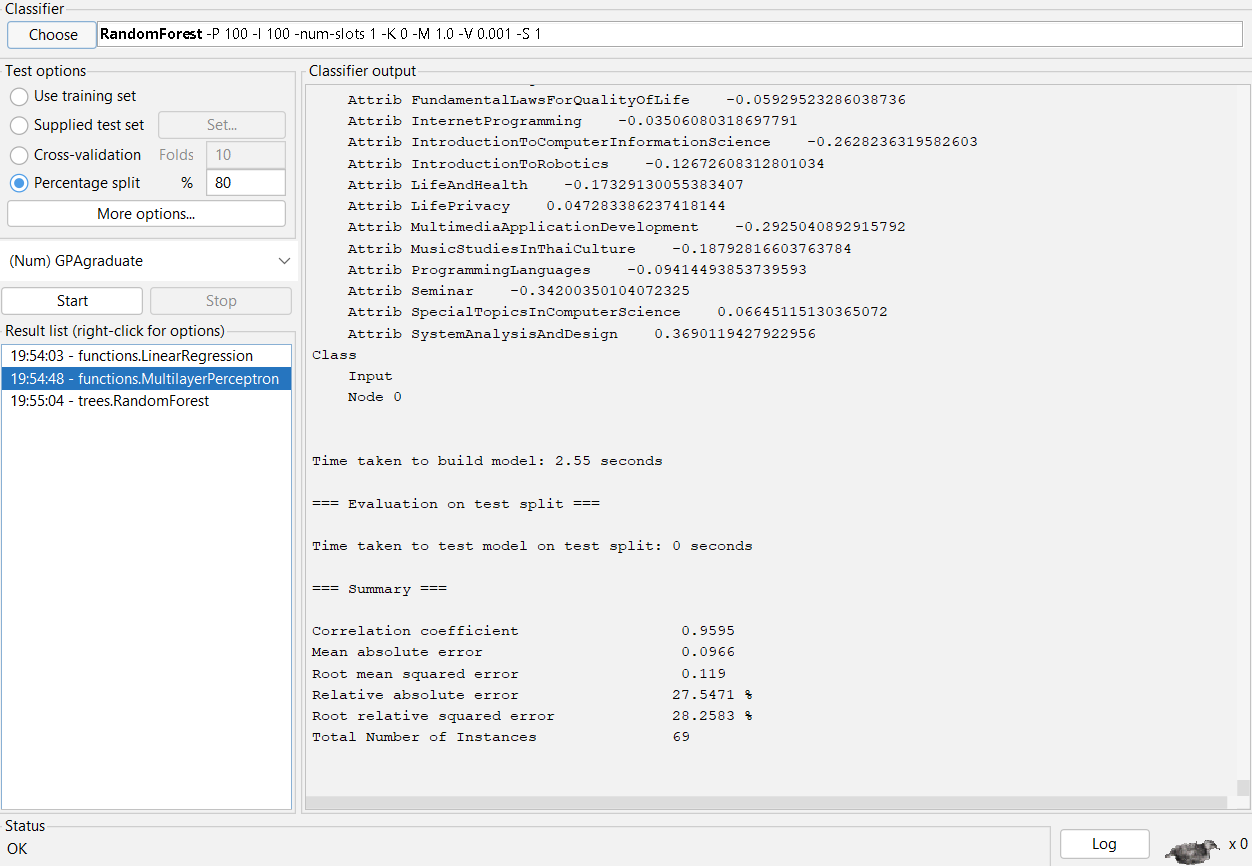 Classifier
Choose
RandomForest -P 100 -I 100 -num-slots 1 -K 0 -M 1.0 -V 0.001 -S 1
Test options
Use training set
Supplied test set Set...
Cross-validation Folds 10
Percentage split % 80
More options...
(Num) GPAgraduate
Start Stop
Result list (right-click for options)
19:54:03 - functions.LinearRegression
19:54:48 - functions.MultilayerPerceptron
19:55:04 - trees.RandomForest
Classifier output
Attrib FundamentalLawsForQualityOfLife -0.05929523286038736
Attrib InternetProgramming -0.03506080318697791
Attrib IntroductionToComputerInformationScience -0.2628236319582603
Attrib IntroductionToRobotics -0.12672608312801034
Attrib LifeAndHealth -0.17329130055383407
Attrib LifePrivacy 0.047283386237418144
Attrib MultimediaApplicationDevelopment -0.2925040892915792
Attrib MusicStudiesInThaiCulture -0.18792816603763784
Attrib ProgrammingLanguages -0.09414493853739593
Attrib Seminar -0.34200350104072325
Attrib SpecialTopicsInComputerScience 0.06645115130365072
Attrib SystemAnalysisAndDesign 0.3690119427922956
Class
Input
Node 0
Time taken to build model: 2.55 seconds
=== Evaluation on test split ===
Time taken to test model on test split: 0 seconds
=== Summary ===
Correlation coefficient 0.9595
Mean absolute error 0.0966
Root mean squared error 0.119
Relative absolute error 27.5471 %
Root relative squared error 28.2583 %
Total Number of Instances 69
Status
OK
Log
x 0